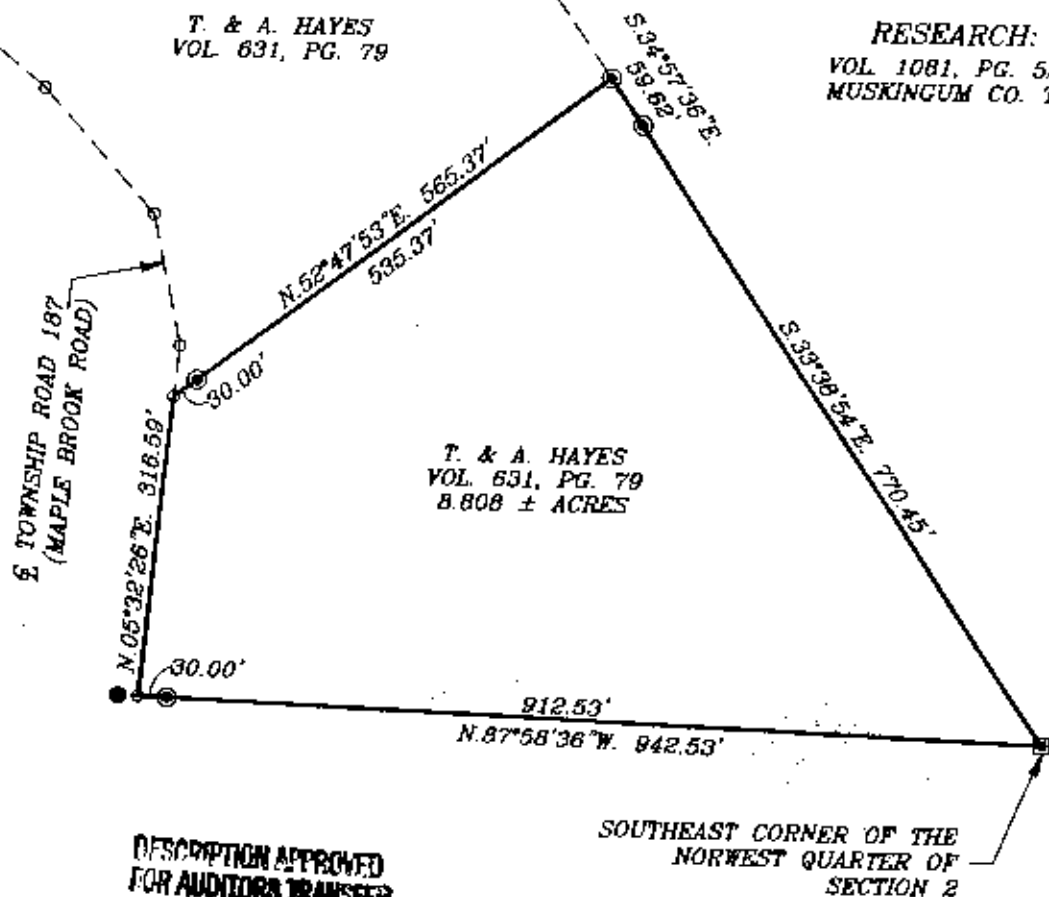 T. & A. HAYES
VOL. 631, PG. 79
RESEARCH:
VOL. 1081, PG. 5
MUSKINGUM CO. T
S.34°57'36"E.
59.62'
N.52°47'53"E. 565.37'
535.37'
30.00'
℄ TOWNSHIP ROAD 187
(MAPLE BROOK ROAD)
S.33°38'54"E. 770.45'
T. & A. HAYES
VOL. 631, PG. 79
8.808 ± ACRES
N.05°32'26"E. 316.59'
30.00'
912.53'
N.87°58'36"W. 942.53'
SOUTHEAST CORNER OF THE
NORWEST QUARTER OF
SECTION 2
DESCRIPTION APPROVED
FOR AUDITORS TRANSFER